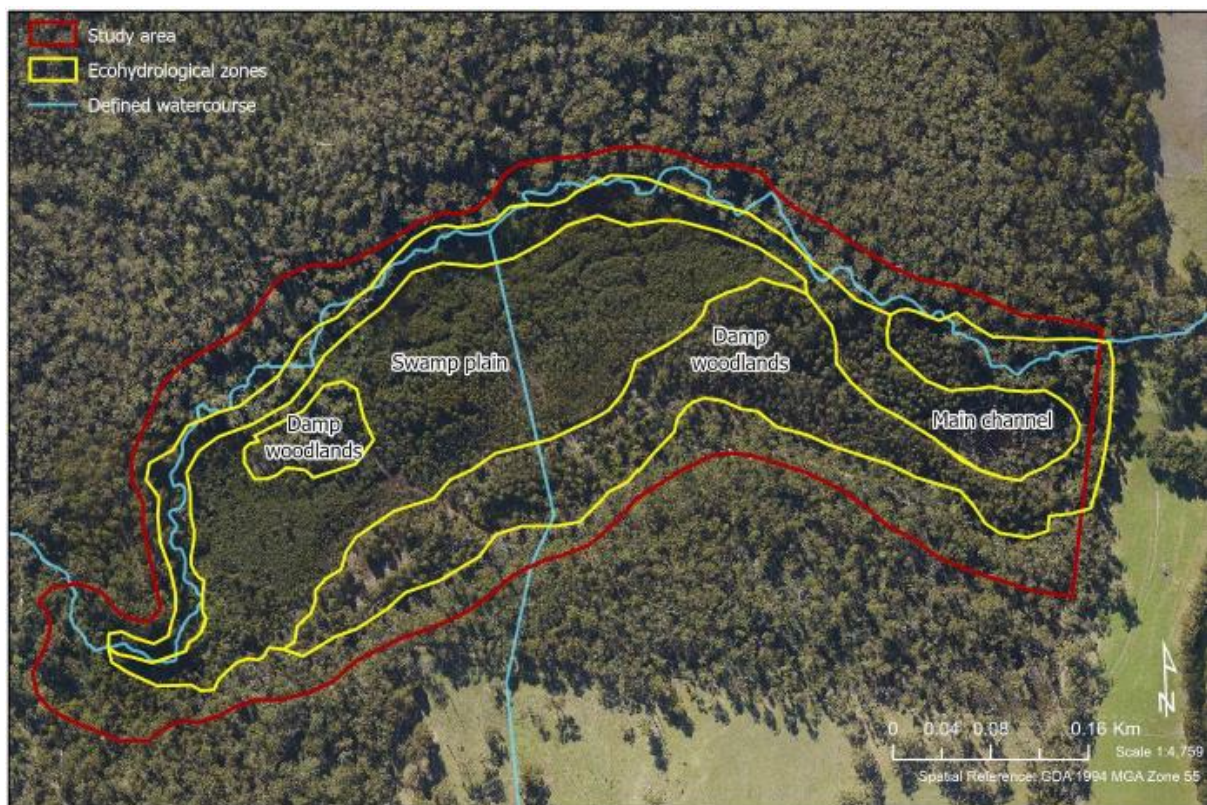 Study area
Ecohydrological zones
Defined watercourse
Swamp plain
Damp
woodlands
Damp
woodlands
Main channel
N
0 0.04 0.08 0.16 Km
Scale 1:4,759
Spatial Reference: GDA 1994 MGA Zone 55